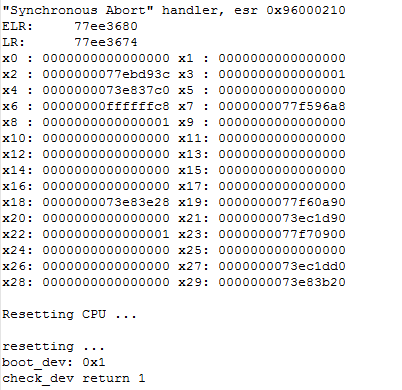 "Synchronous Abort" handler, esr 0x96000210
ELR:     77ee3680
LR:      77ee3674
x0 : 0000000000000000 x1 : 0000000000000000
x2 : 0000000077ebd93c x3 : 0000000000000001
x4 : 0000000073e837c0 x5 : 0000000000000000
x6 : 00000000ffffffc8 x7 : 0000000077f596a8
x8 : 0000000000000001 x9 : 0000000000000000
x10: 0000000000000000 x11: 0000000000000000
x12: 0000000000000000 x13: 0000000000000000
x14: 0000000000000000 x15: 0000000000000000
x16: 0000000000000000 x17: 0000000000000000
x18: 0000000073e83e28 x19: 0000000077f60a90
x20: 0000000000000000 x21: 0000000073ec1d90
x22: 0000000000000001 x23: 0000000077f70900
x24: 0000000000000000 x25: 0000000000000000
x26: 0000000000000000 x27: 0000000073ec1dd0
x28: 0000000000000000 x29: 0000000073e83b20
Resetting CPU ...
resetting ...
boot_dev: 0x1
check_dev return 1